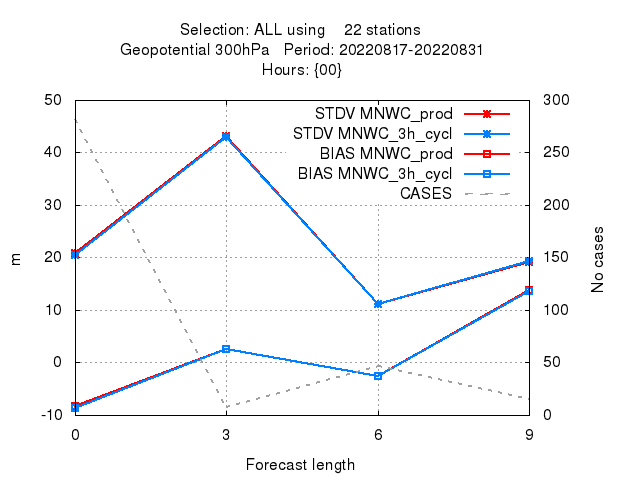 Selection: ALL using    22 stations
Geopotential 300hPa   Period: 20220817-20220831
Hours: {00}
STDV MNWC_prod
STDV MNWC_3h_cycl
BIAS MNWC_prod
BIAS MNWC_3h_cycl
CASES
50
40
30
20
10
0
-10
m
300
250
200
150
100
50
0
No cases
0 3 6 9
Forecast length